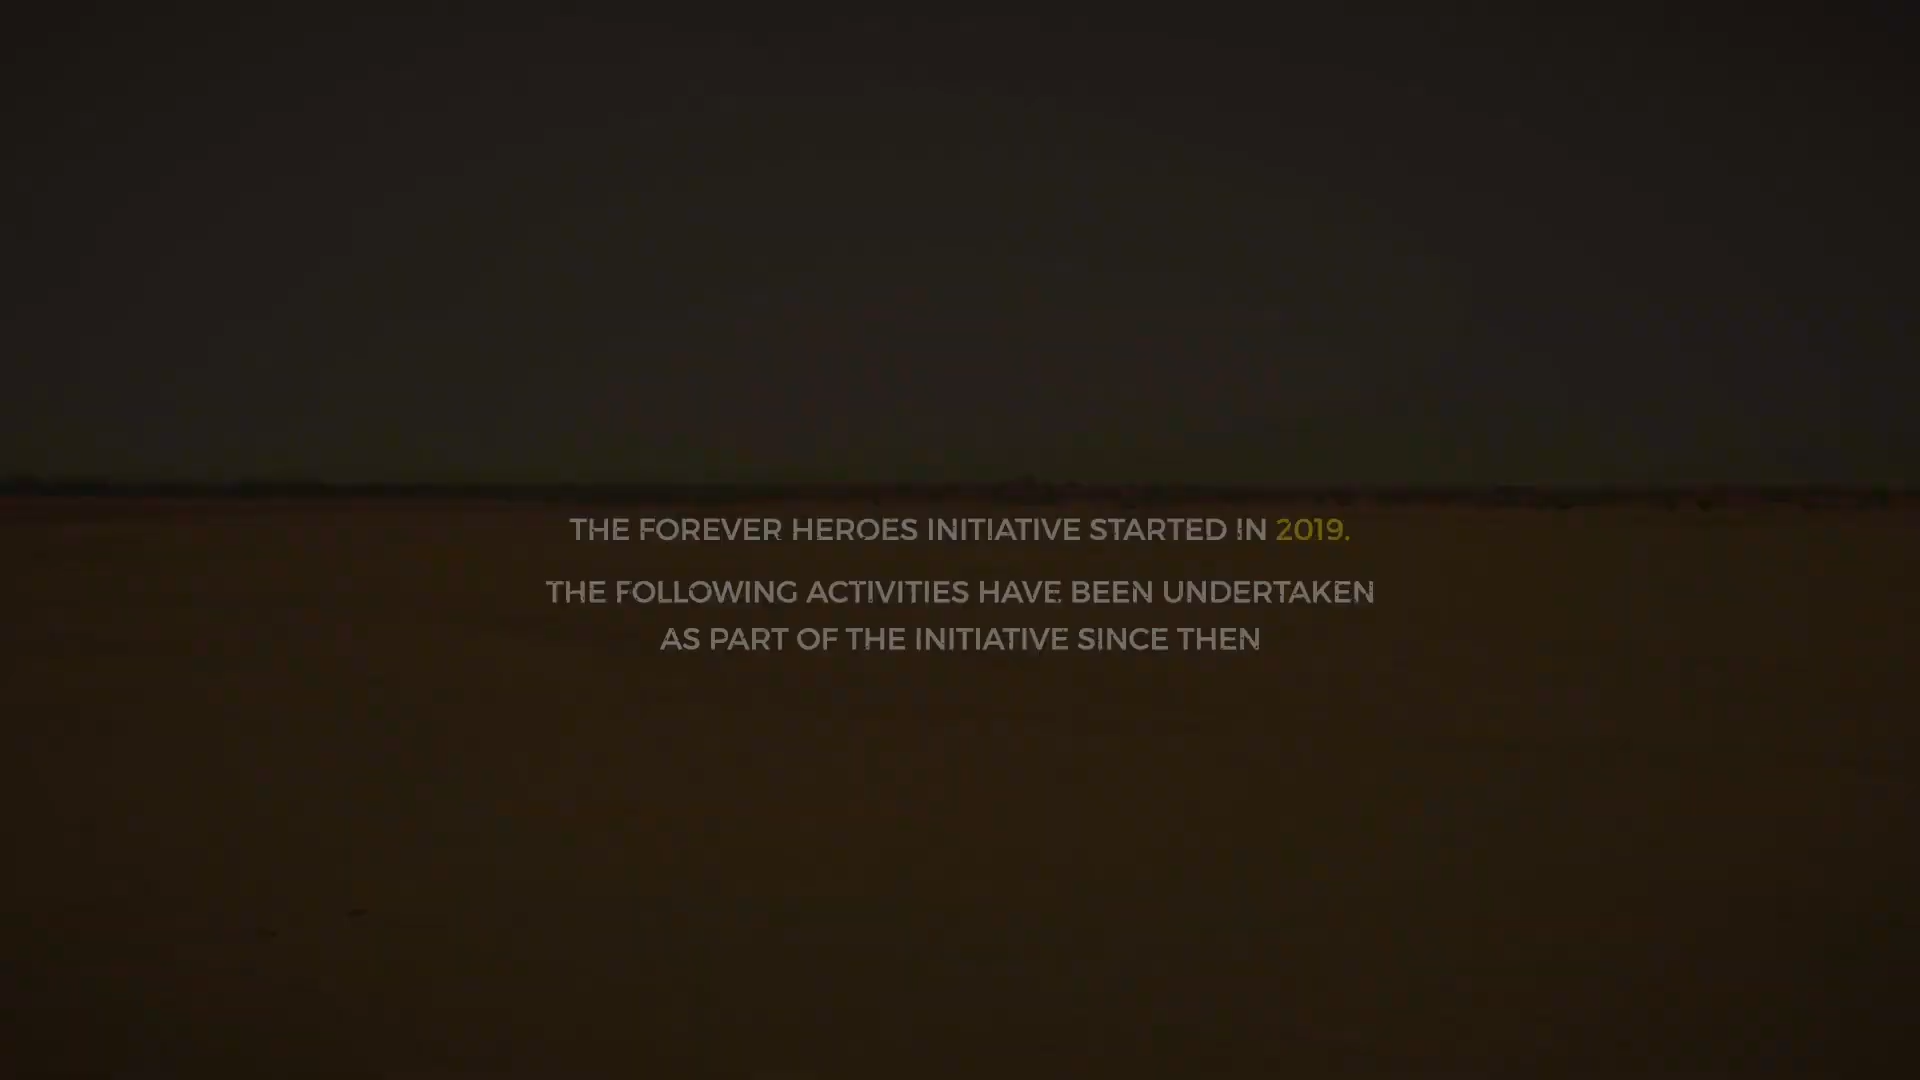 THE FOREVER HEROES INITIATIVE STARTED IN 2019.
THE FOLLOWING ACTIVITIES HAVE BEEN UNDERTAKEN
AS PART OF THE INITIATIVE SINCE THEN